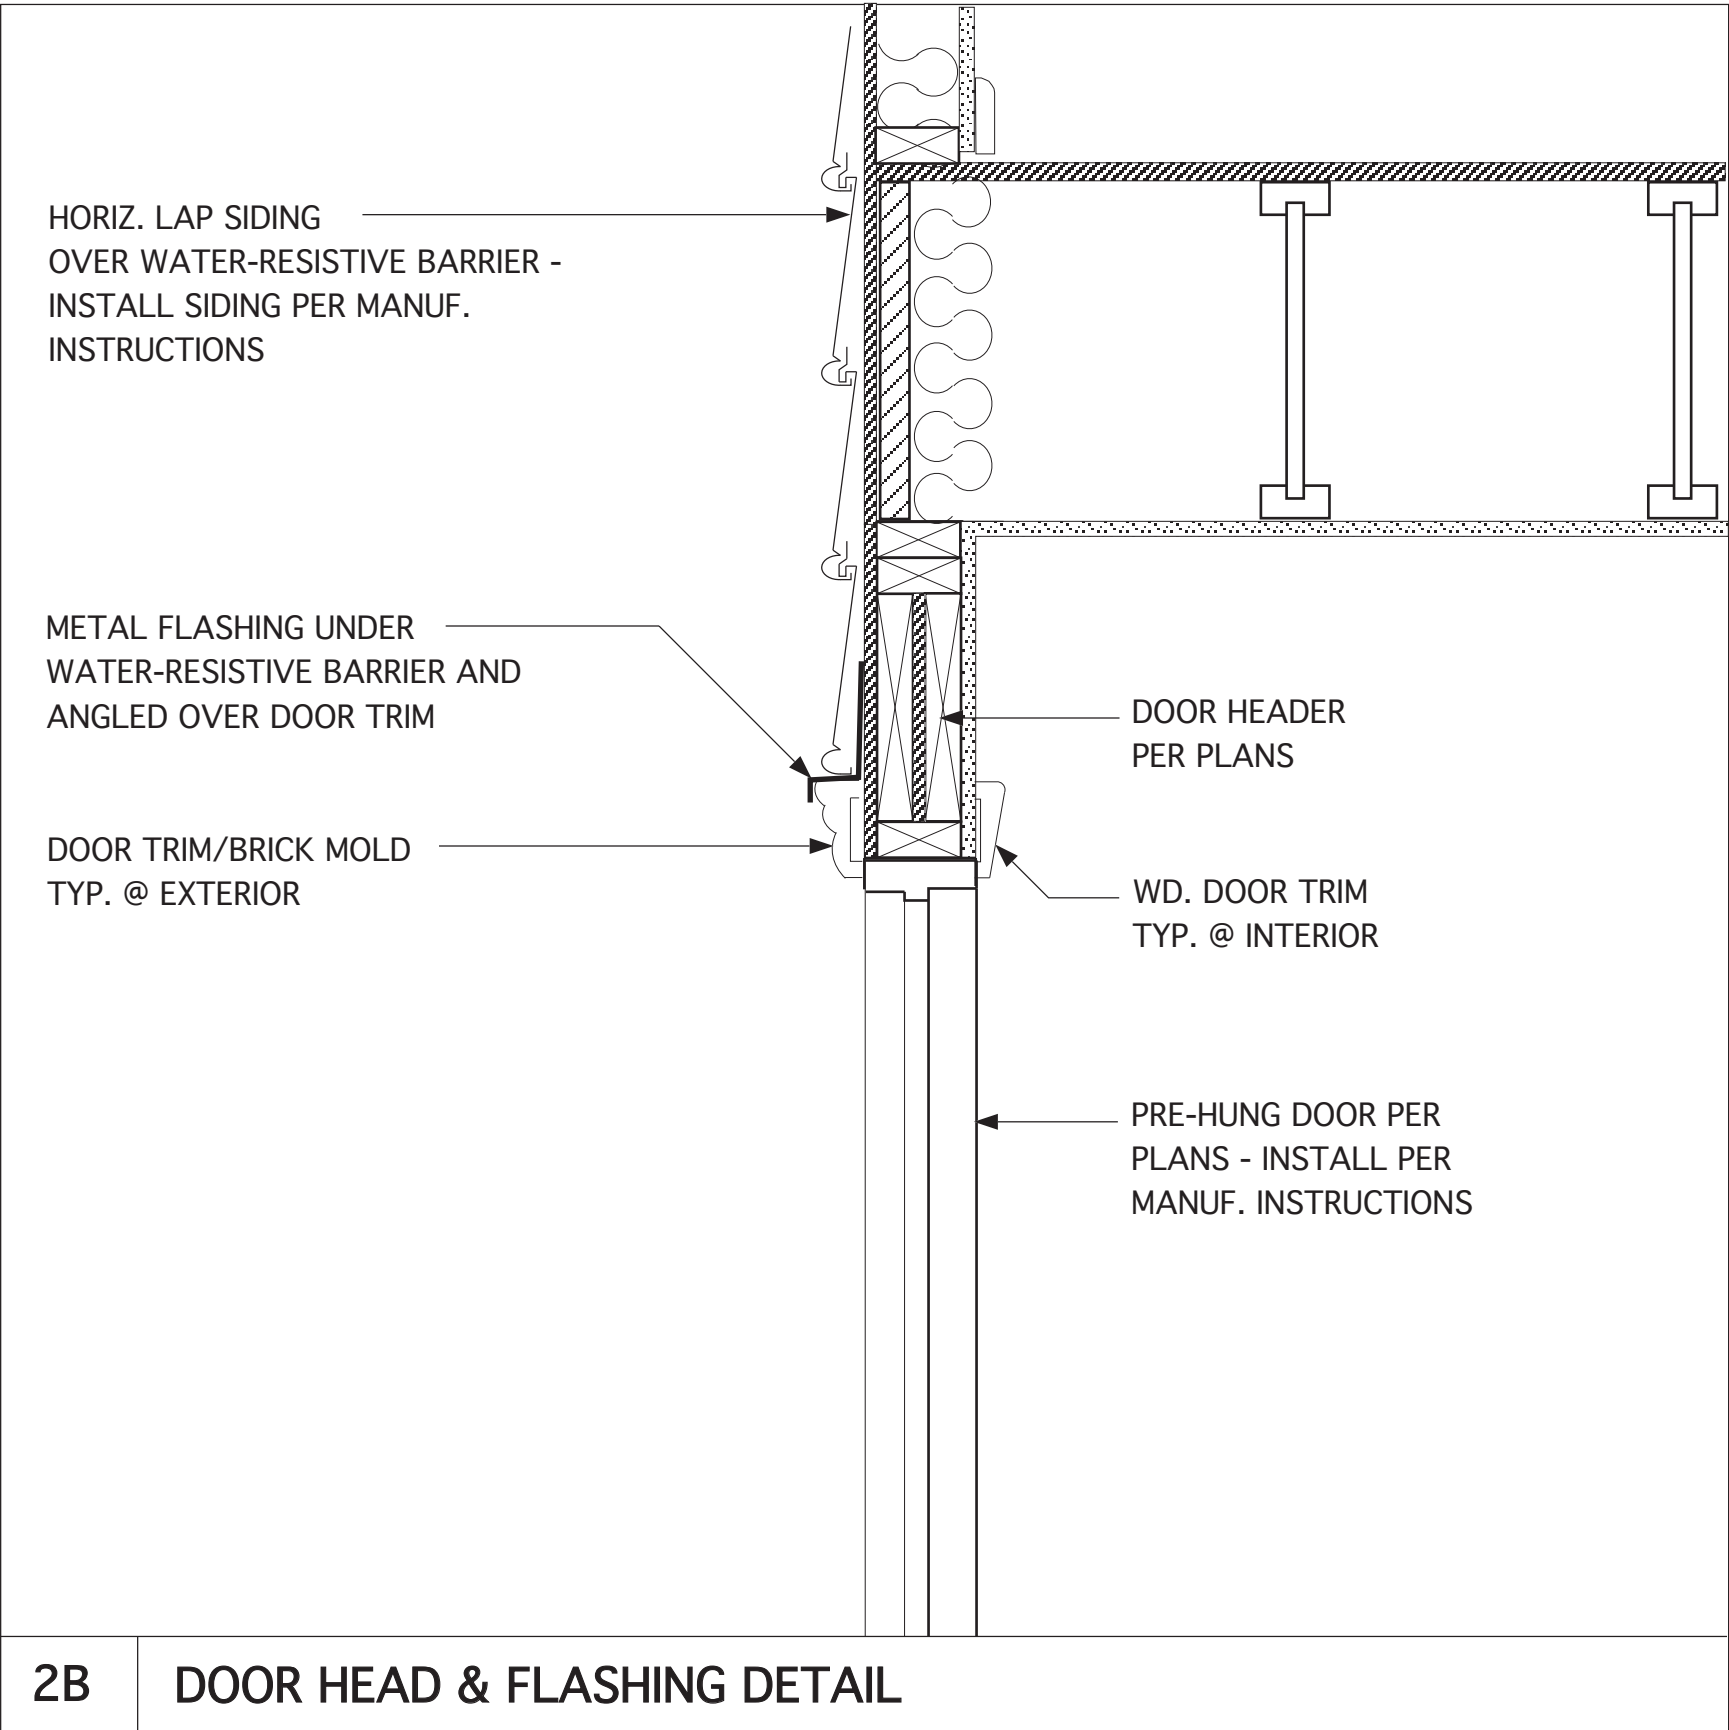 HORIZ. LAP SIDING
OVER WATER-RESISTIVE BARRIER -
INSTALL SIDING PER MANUF.
INSTRUCTIONS
METAL FLASHING UNDER
WATER-RESISTIVE BARRIER AND
ANGLED OVER DOOR TRIM
DOOR TRIM/BRICK MOLD
TYP. @ EXTERIOR
DOOR HEADER
PER PLANS
WD. DOOR TRIM
TYP. @ INTERIOR
PRE-HUNG DOOR PER
PLANS - INSTALL PER
MANUF. INSTRUCTIONS
2B
DOOR HEAD & FLASHING DETAIL